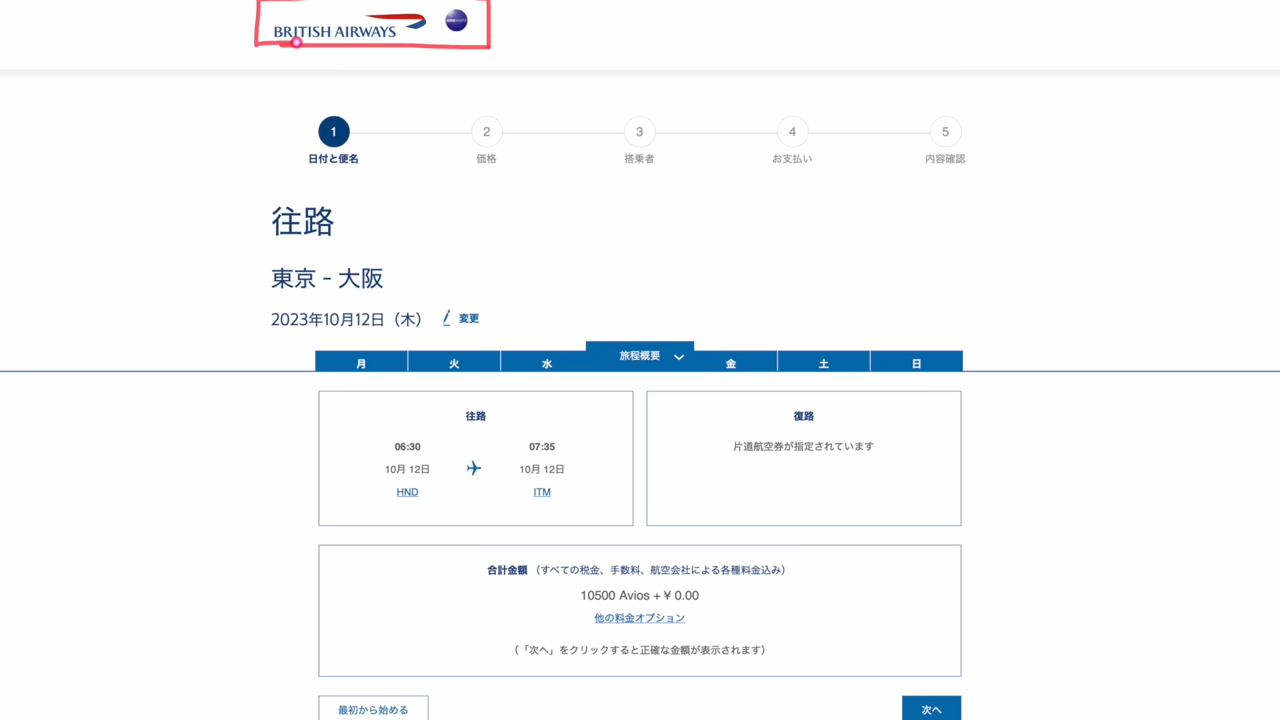 BRITISH AIRWAYS
1 2 3 4 5
日付と便名 価格 搭乗者 お支払い 内容確認
往路
東京 - 大阪
2023年10月12日（木） 変更
月 火 水 旅程概要 金 土 日
往路
06:30 07:35
10月 12日 10月 12日
HND ITM
復路
片道航空券が指定されています
合計金額 （すべての税金、手数料、航空会社による各種料金込み）
10500 Avios + ¥ 0.00
他の料金オプション
（「次へ」をクリックすると正確な金額が表示されます）
最初から始める 次へ